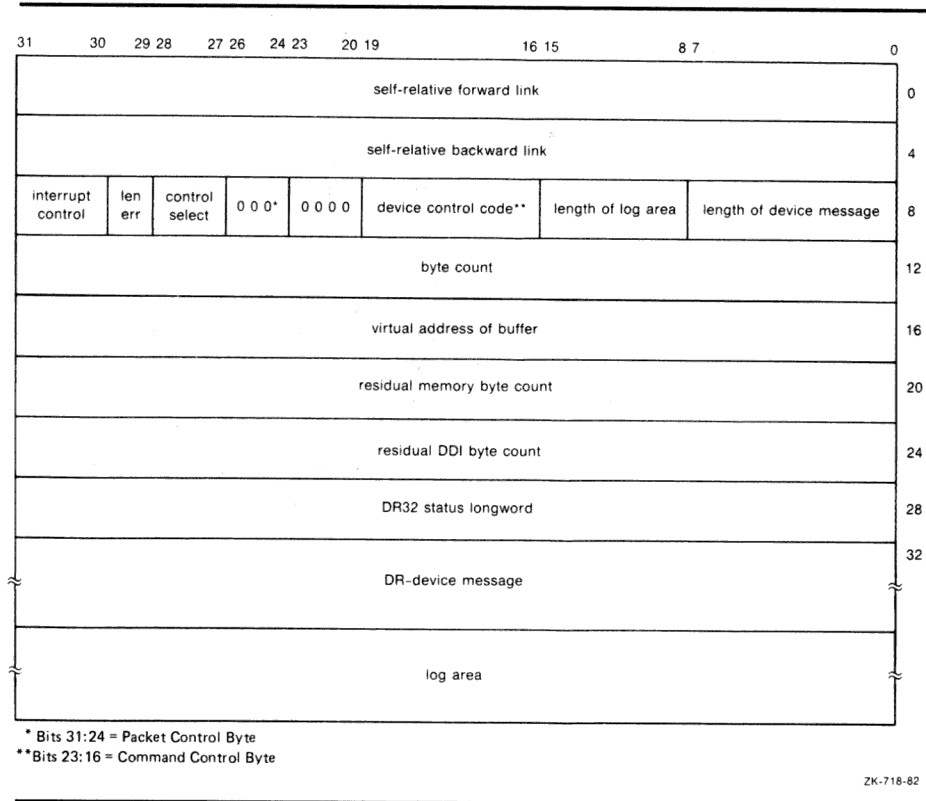 31 30 29 28 27 26 24 23 20 19 16 15 8 7 0
self-relative forward link 0
self-relative backward link 4
interrupt control len err control select 0 0 0* 0 0 0 0 device control code** length of log area length of device message 8
byte count 12
virtual address of buffer 16
residual memory byte count 20
residual DDI byte count 24
DR32 status longword 28
32
DR-device message
log area
* Bits 31:24 = Packet Control Byte
**Bits 23:16 = Command Control Byte
ZK-718-82